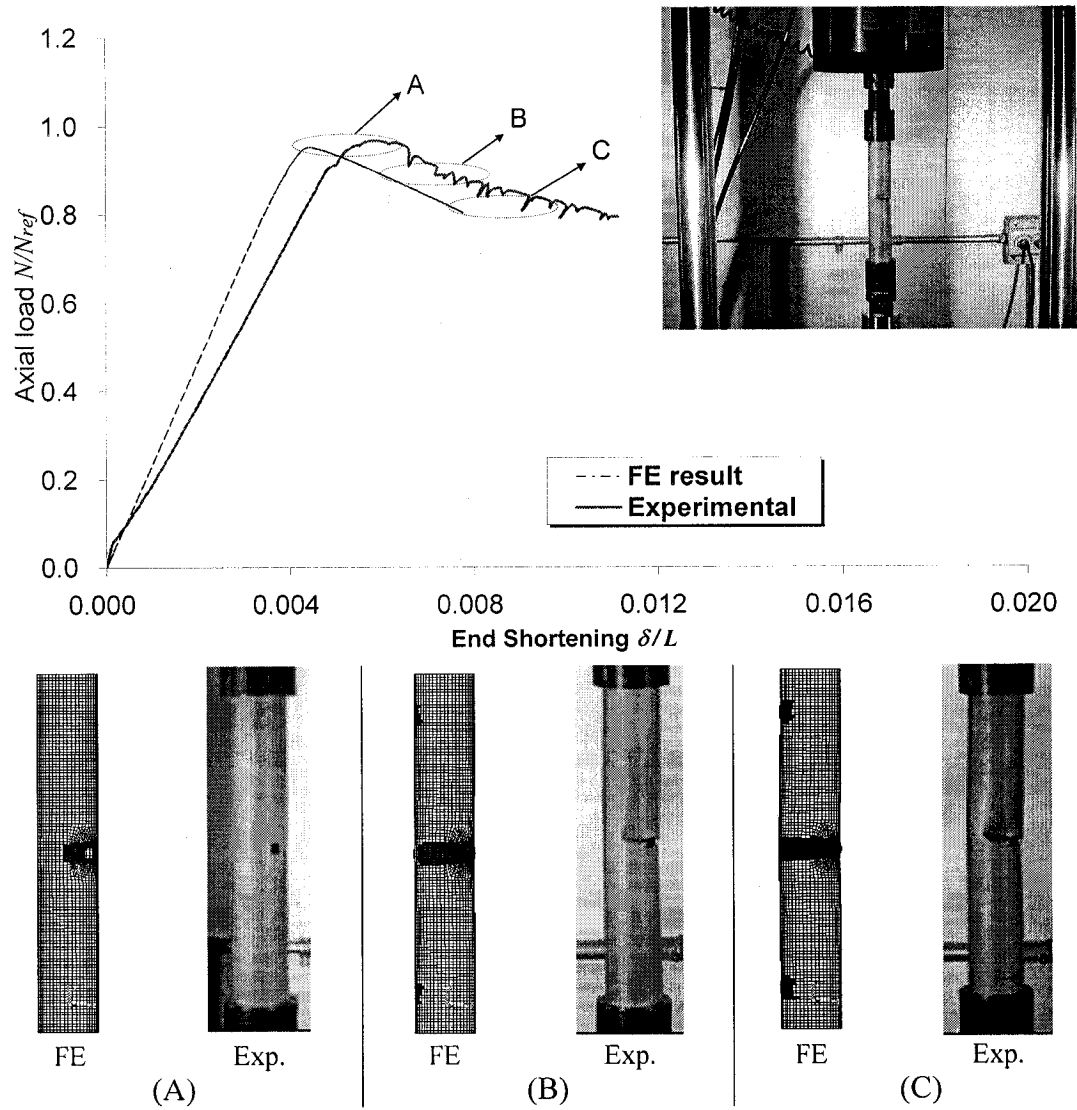 1.2
1.0
0.8
0.6
0.4
0.2
0.0
Axial load N/Nref
A
B
C
FE result
Experimental
0.000 0.004 0.008 0.012 0.016 0.020
End Shortening δ/L
FE Exp. FE Exp. FE Exp.
(A) (B) (C)